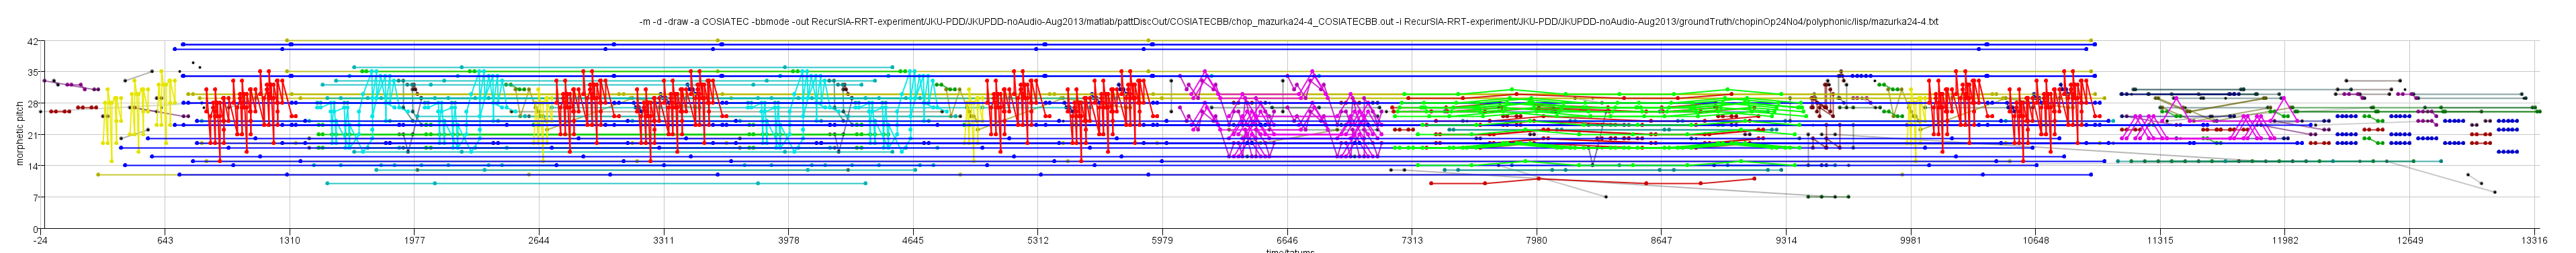 -m -d -draw -a COSIATEC -bbmode -out RecurSIA-RRT-experiment/JKU-PDD/JKUPDD-noAudio-Aug2013/matlab/pattDiscOut/COSIATECBB/chop_mazurka24-4_COSIATECBB.out -i RecurSIA-RRT-experiment/JKU-PDD/JKUPDD-noAudio-Aug2013/groundTruth/chopinOp24No4/polyphonic/lisp/mazurka24-4.txt
42
35
28
21
14
7
0
morphetic pitch
-24 643 1310 1977 2644 3311 3978 4645 5312 5979 6646 7313 7980 8647 9314 9981 10648 11315 11982 12649 13316
time/tatums